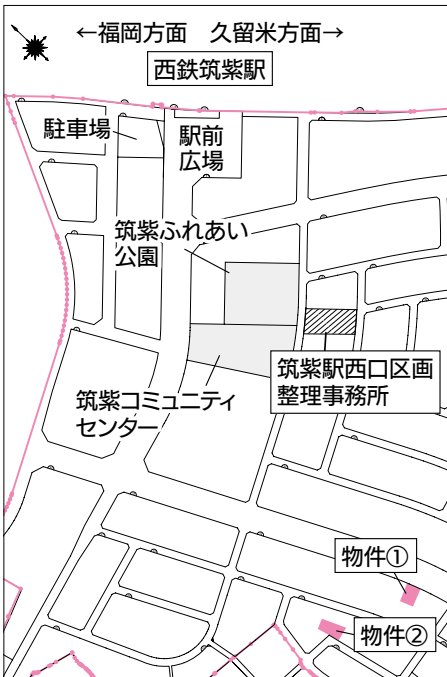 ←福岡方面 久留米方面→
西鉄筑紫駅
駐車場
駅前
広場
筑紫ふれあい
公園
筑紫駅西口区画
整理事務所
筑紫コミュニティ
センター
物件①
物件②